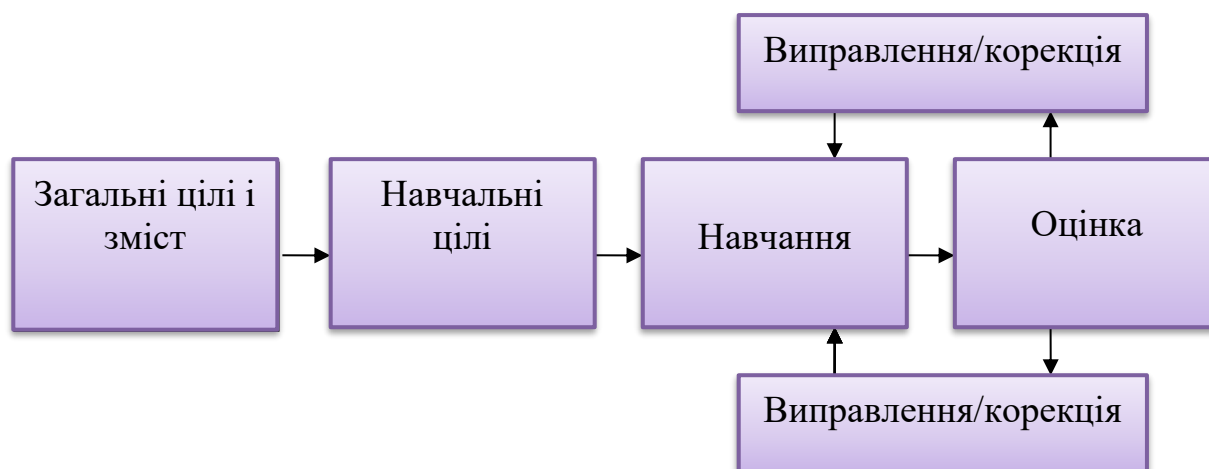 Виправлення/корекція
Загальні цілі і
зміст
Навчальні
цілі
Навчання
Оцінка
Виправлення/корекція